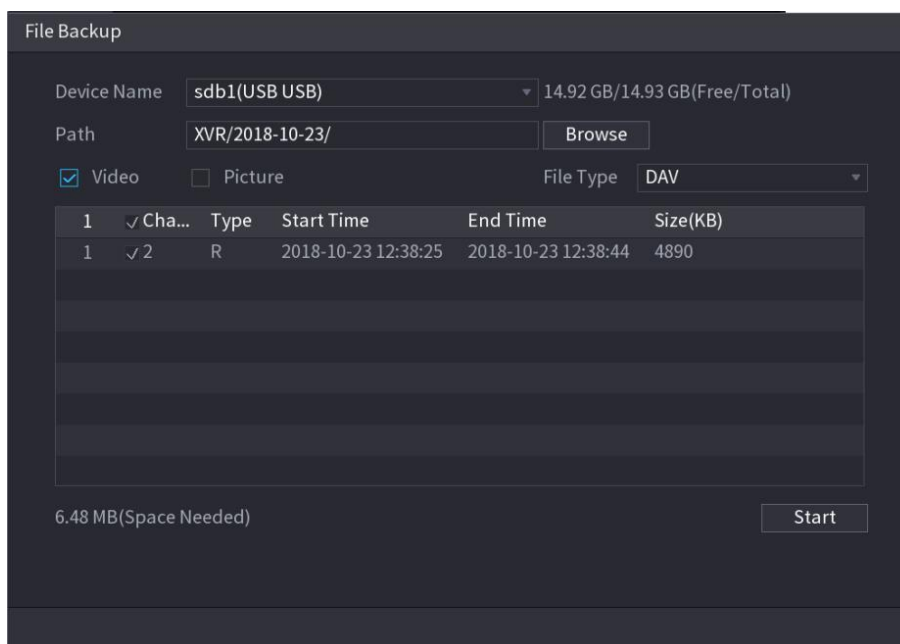 File Backup
Device Name sdb1(USB USB) 14.92 GB/14.93 GB(Free/Total)
Path XVR/2018-10-23/ Browse
Video Picture File Type DAV
1 Cha... Type Start Time End Time Size(KB)
1 2 R 2018-10-23 12:38:25 2018-10-23 12:38:44 4890
6.48 MB(Space Needed) Start